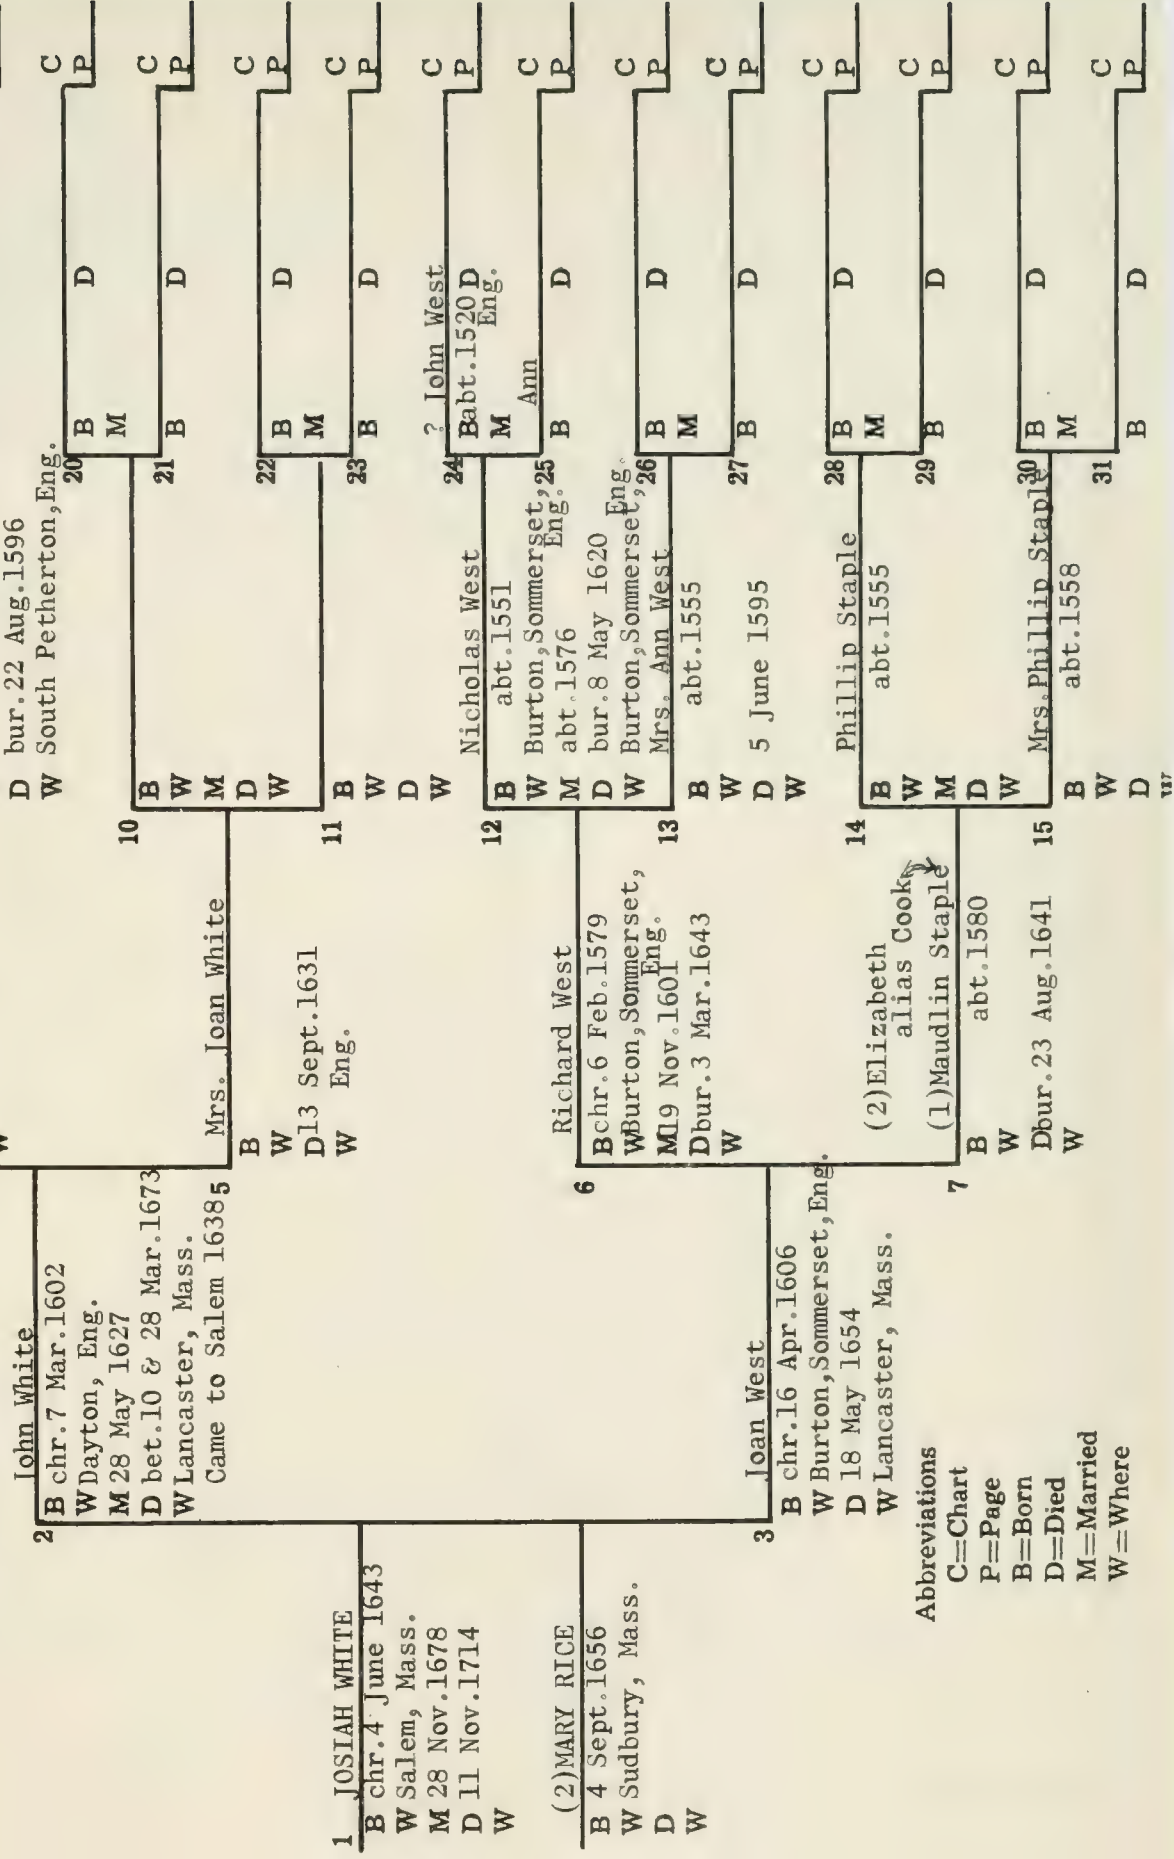 D bur.22 Aug.1596
W South Petherton,Eng.
2 John White
B chr.7 Mar.1602
W Dayton, Eng.
M 28 May 1627
D bet.10 & 28 Mar.1673
W Lancaster, Mass.
Came to Salem 1638
5 Mrs. Joan White
B
W
D13 Sept.1631
W Eng.
10
B
W
M
D
W
11
B
W
D
W
20
B D
M
21
B D
22
B D
M
23
B D
C
P
C
P
C
P
C
P
1 JOSIAH WHITE
B chr.4 June 1643
W Salem, Mass.
M 28 Nov.1678
D 11 Nov.1714
W
(2)MARY RICE
B 4 Sept.1656
W Sudbury, Mass.
D
W
6 Richard West
B chr.6 Feb.1579
WBurton,Sommerset,
Eng.
M19 Nov.1601
Dbur.3 Mar.1643
W
12 Nicholas West
B abt.1551
W Burton,Sommerset,
Eng.
M abt.1576
D bur.8 May 1620
W Burton,Sommerset,
Eng.
13 Mrs. Ann West
B abt.1555
W
D 5 June 1595
W
24 ? John West
Babt.1520 D
Eng.
M
25 Ann
B D
26
B D
M
27
B D
C
P
C
P
C
P
C
P
3 Joan West
B chr.16 Apr.1606
W Burton,Sommerset,Eng.
D 18 May 1654
W Lancaster, Mass.
(2)Elizabeth
alias Cook
7 (1)Maudlin Staple
B abt.1580
W
Dbur.23 Aug.1641
W
14 Phillip Staple
B abt.1555
W
M
D
W
15 Mrs.Phillip Staple
B abt.1558
W
D
28
B D
M
29
B D
30
B D
M
31
B D
C
P
C
P
C
P
C
P
Abbreviations
C=Chart
P=Page
B=Born
D=Died
M=Married
W=Where